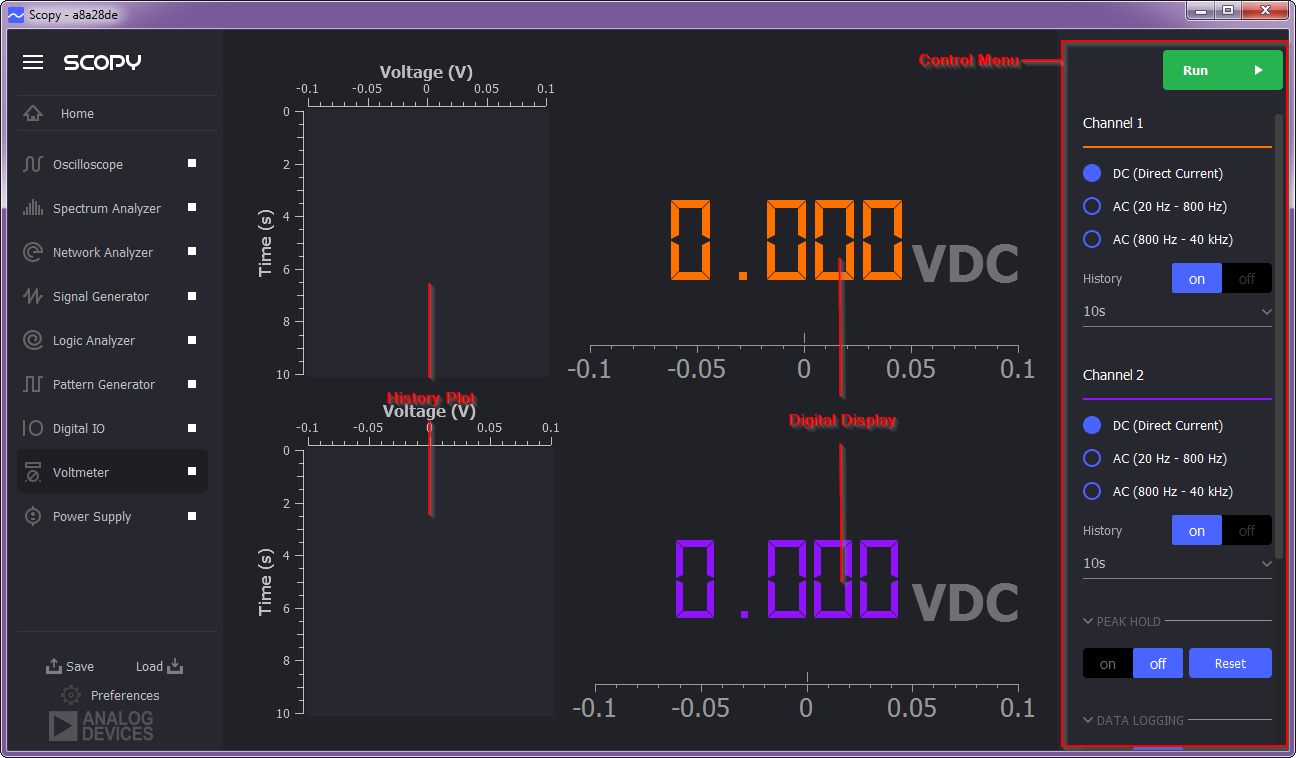 Scopy - a8a28de
SCOPY
Home
Oscilloscope
Spectrum Analyzer
Network Analyzer
Signal Generator
Logic Analyzer
Pattern Generator
Digital IO
Voltmeter
Power Supply
Save
Load
Preferences
ANALOG
DEVICES
Voltage (V)
-0.1 -0.05 0 0.05 0.1
Time (s)
0
2
4
6
8
10
History Plot
Voltage (V)
-0.1 -0.05 0 0.05 0.1
Time (s)
0
2
4
6
8
10
0.000 VDC
-0.1 -0.05 0 0.05 0.1
Digital Display
0.000 VDC
-0.1 -0.05 0 0.05 0.1
Control Menu
Run
Channel 1
DC (Direct Current)
AC (20 Hz - 800 Hz)
AC (800 Hz - 40 kHz)
History on off
10s
Channel 2
DC (Direct Current)
AC (20 Hz - 800 Hz)
AC (800 Hz - 40 kHz)
History on off
10s
PEAK HOLD
on off Reset
DATA LOGGING